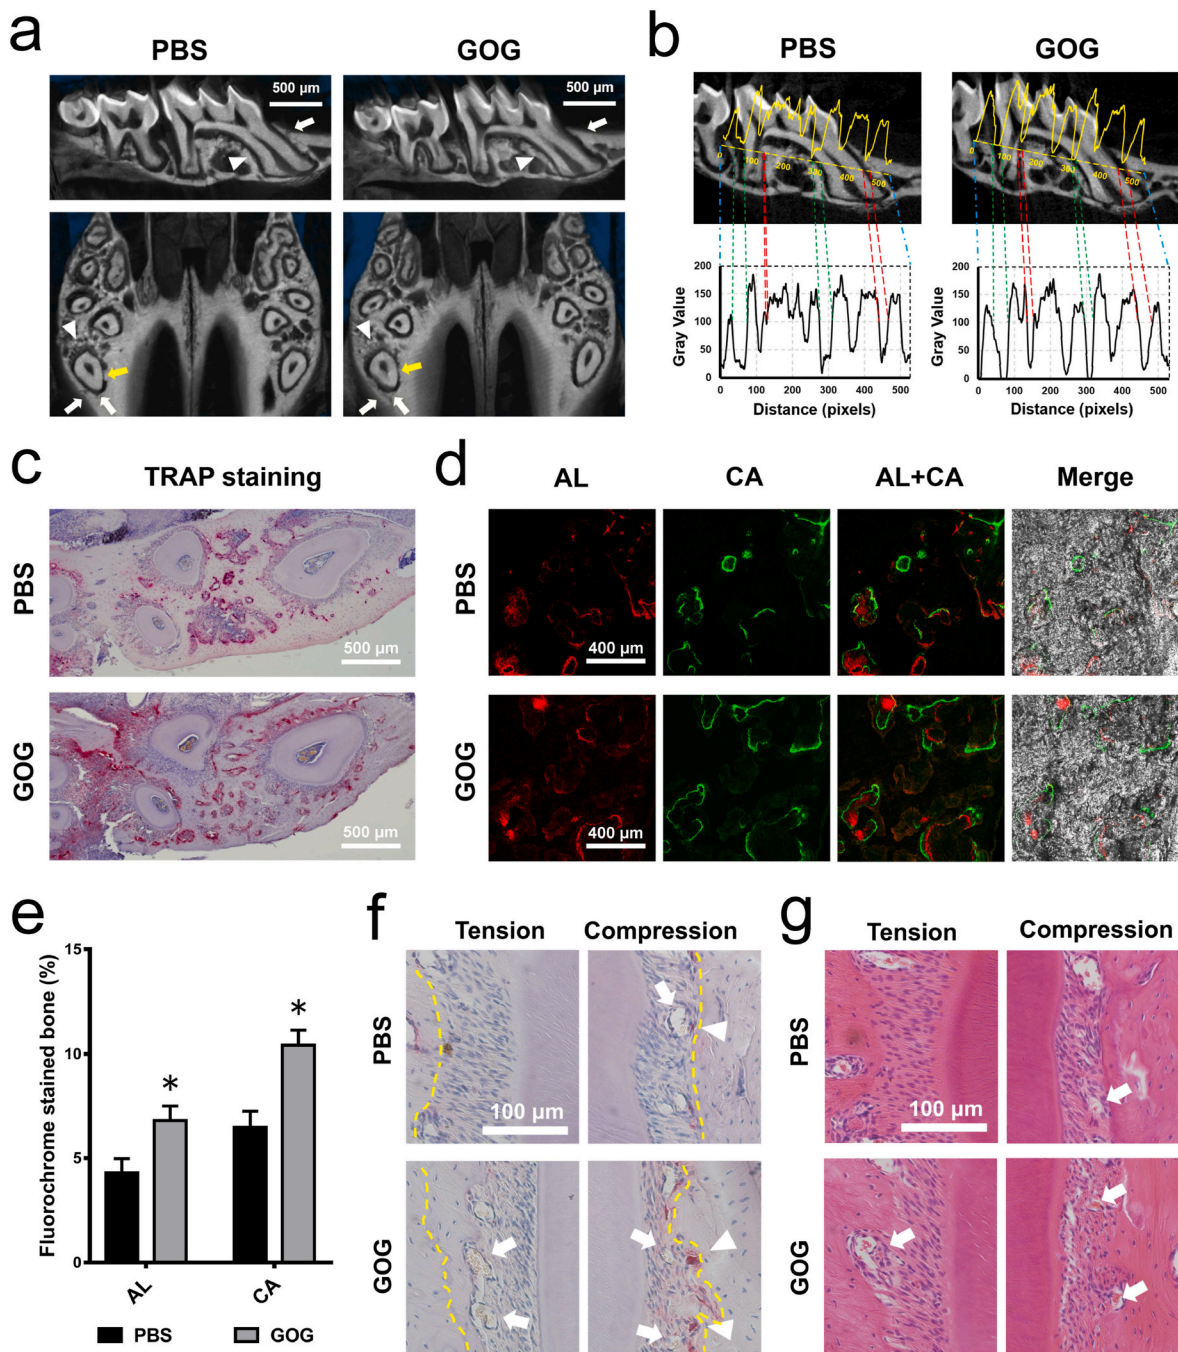 a
PBS
GOG
500 µm
500 µm
b
PBS
GOG
0
100
200
300
400
500
0
100
200
300
400
500
200
150
100
50
0
Gray Value
0 100 200 300 400 500
Distance (pixels)
200
150
100
50
0
Gray Value
0 100 200 300 400 500
Distance (pixels)
c
TRAP staining
PBS
500 µm
GOG
500 µm
d
AL
CA
AL+CA
Merge
PBS
400 µm
GOG
400 µm
e
Fluorochrome stained bone (%)
15
10
5
0
*
*
AL
CA
PBS
GOG
f
Tension
Compression
PBS
100 µm
GOG
g
Tension
Compression
PBS
100 µm
GOG